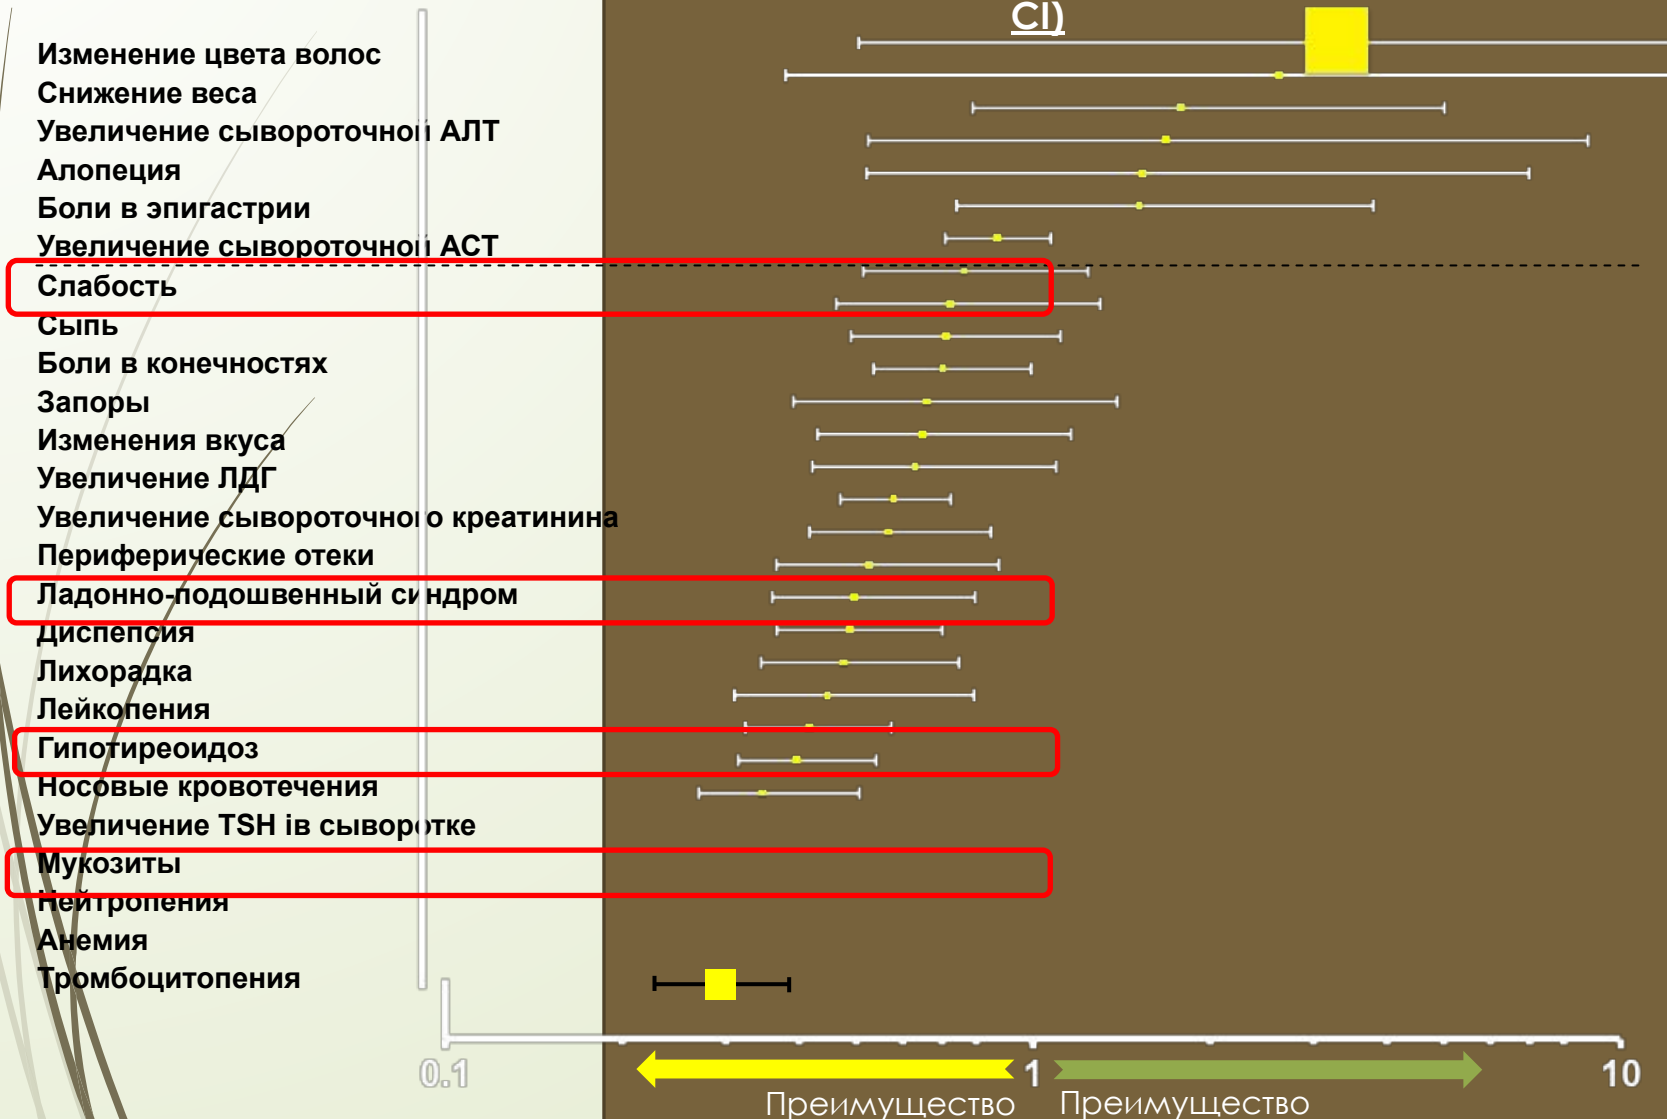 CI)
Изменение цвета волос
Снижение веса
Увеличение сывороточной АЛТ
Алопеция
Боли в эпигастрии
Увеличение сывороточной АСТ
Слабость
Сыпь
Боли в конечностях
Запоры
Изменения вкуса
Увеличение ЛДГ
Увеличение сывороточного креатинина
Периферические отеки
Ладонно-подошвенный синдром
Диспепсия
Лихорадка
Лейкопения
Гипотиреоидоз
Носовые кровотечения
Увеличение TSH iв сыворотке
Мукозиты
Нейтропения
Анемия
Тромбоцитопения
0.1 1 10
Преимущество Преимущество